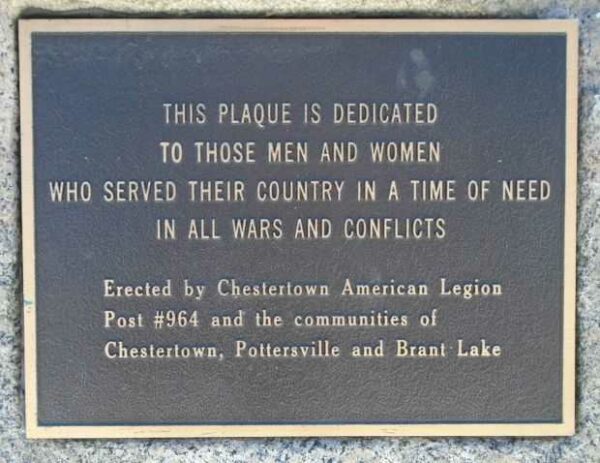 THIS PLAQUE IS DEDICATED
TO THOSE MEN AND WOMEN
WHO SERVED THEIR COUNTRY IN A TIME OF NEED
IN ALL WARS AND CONFLICTS
Erected by Chestertown American Legion
Post #964 and the communities of
Chestertown, Pottersville and Brant Lake